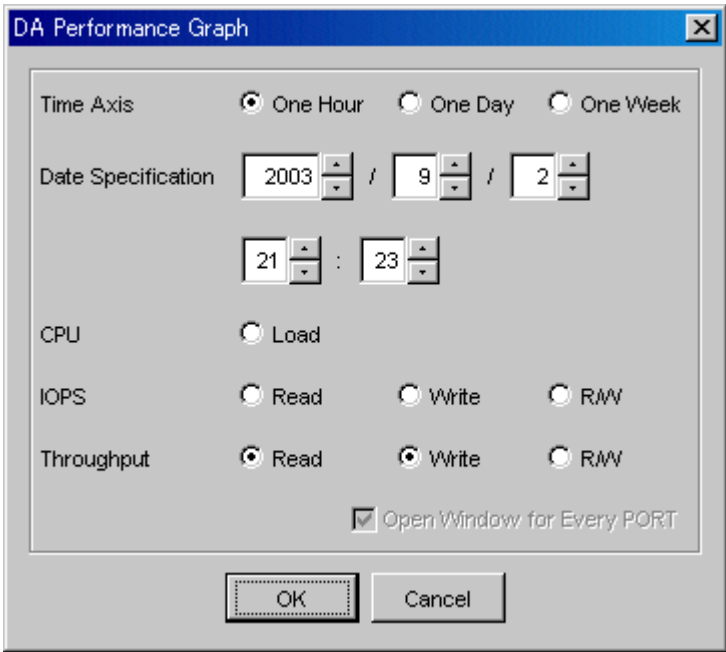 DA Performance Graph
Time Axis One Hour One Day One Week
Date Specification 2003 / 9 / 2
21 : 23
CPU Load
IOPS Read Write R/W
Throughput Read Write R/W
Open Window for Every PORT
OK Cancel